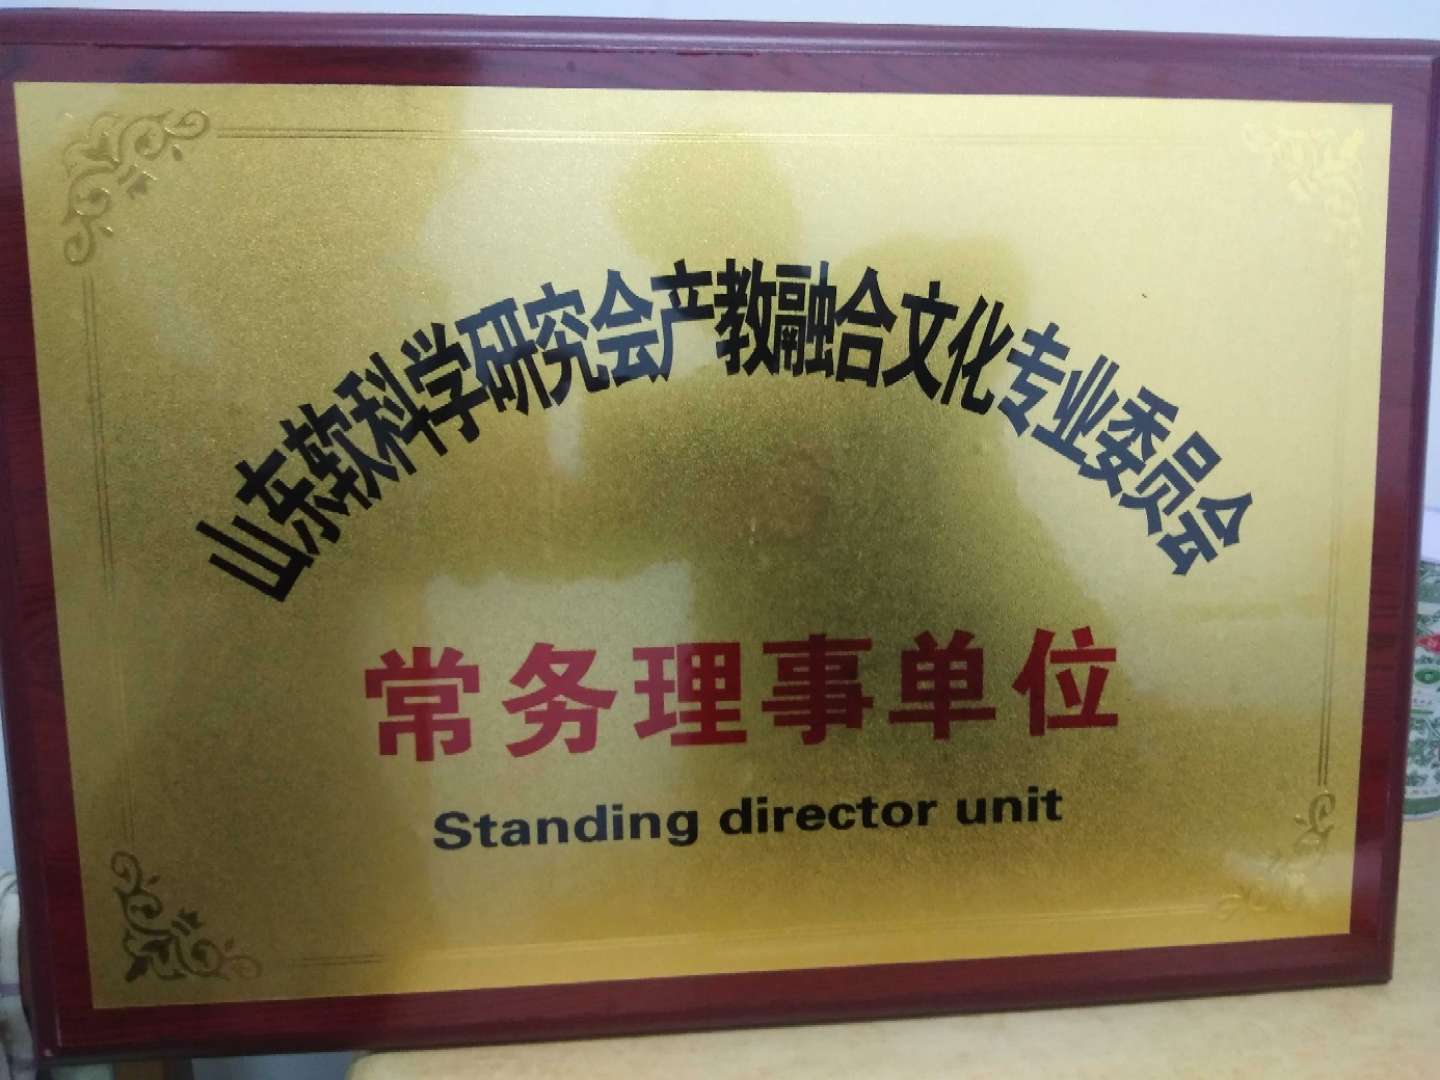 山东软科学研究会产教融合文化专业委员会
常务理事单位
Standing director unit